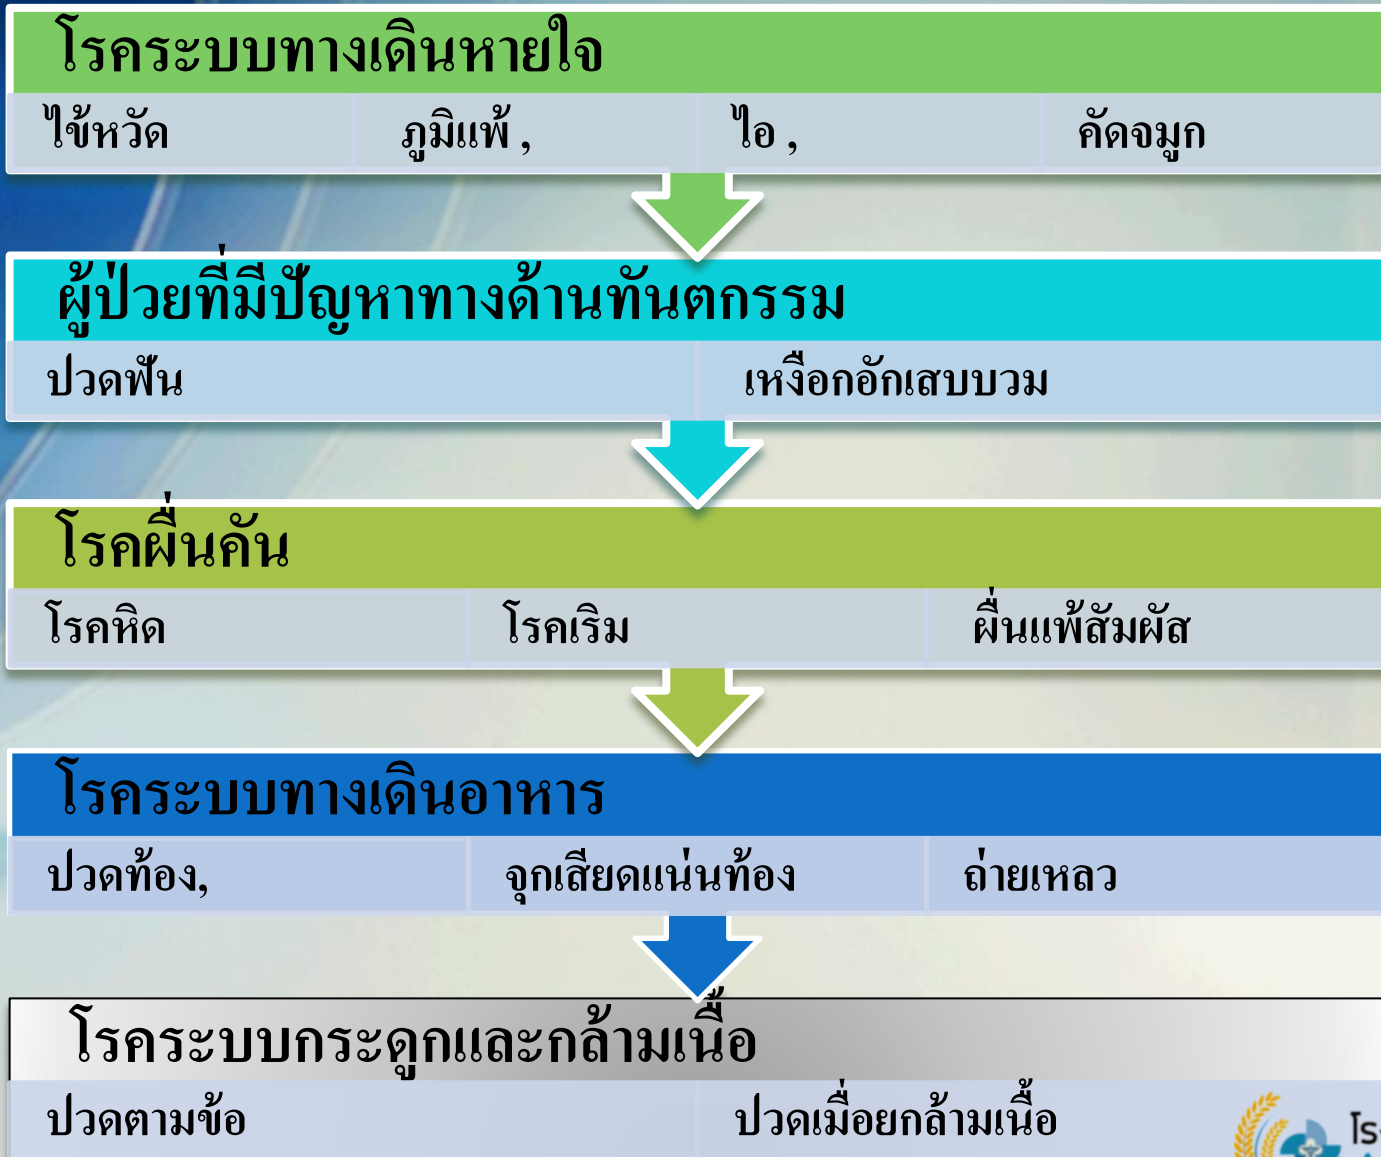 โรคระบบทางเดินหายใจ
ไข้หวัด ภูมิแพ้ , ไอ , คัดจมูก
ผู้ป่วยที่มีปัญหาทางด้านทันตกรรม
ปวดฟัน เหงือกอักเสบบวม
โรคผื่นคัน
โรคหิด โรคเริม ผื่นแพ้สัมผัส
โรคระบบทางเดินอาหาร
ปวดท้อง, จุกเสียดแน่นท้อง ถ่ายเหลว
โรคระบบกระดูกและกล้ามเนื้อ
ปวดตามข้อ ปวดเมื่อยกล้ามเนื้อ